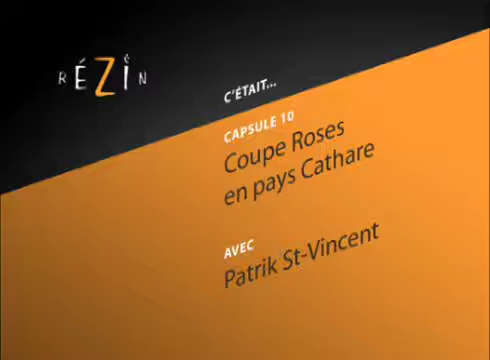 RÉZIN
C'ÉTAIT...
CAPSULE 10
Coupe Roses
en pays Cathare
AVEC
Patrik St-Vincent